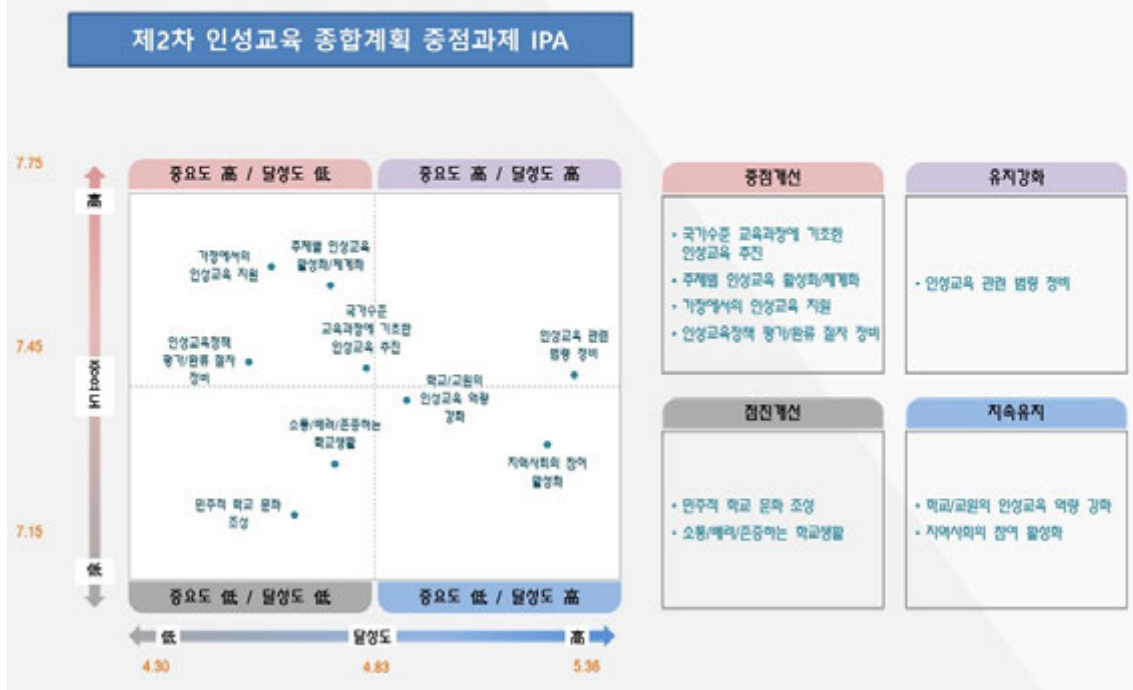 제2차 인성교육 종합계획 중점과제 IPA
7.75
高
중요도
7.45
7.15
低
중요도 高 / 달성도 低
중요도 高 / 달성도 高
가정에서의
인성교육 지원
주제별 인성교육
활성화/체계화
국가수준
교육과정에 기초한
인성교육 추진
인성교육정책
평가/환류 절차
정비
인성교육 관련
법령 정비
학교/교원의
인성교육 역량
강화
소통/배려/존중하는
학교생활
지역사회의 참여
활성화
민주적 학교 문화
조성
중요도 低 / 달성도 低
중요도 低 / 달성도 高
低
달성도
高
4.30
4.83
5.36
중점개선
• 국가수준 교육과정에 기초한
인성교육 추진
• 주제별 인성교육 활성화/체계화
• 가정에서의 인성교육 지원
• 인성교육정책 평가/환류 절차 정비
유지강화
• 인성교육 관련 법령 정비
점진개선
• 민주적 학교 문화 조성
• 소통/배려/존중하는 학교생활
지속유지
• 학교/교원의 인성교육 역량 강화
• 지역사회의 참여 활성화